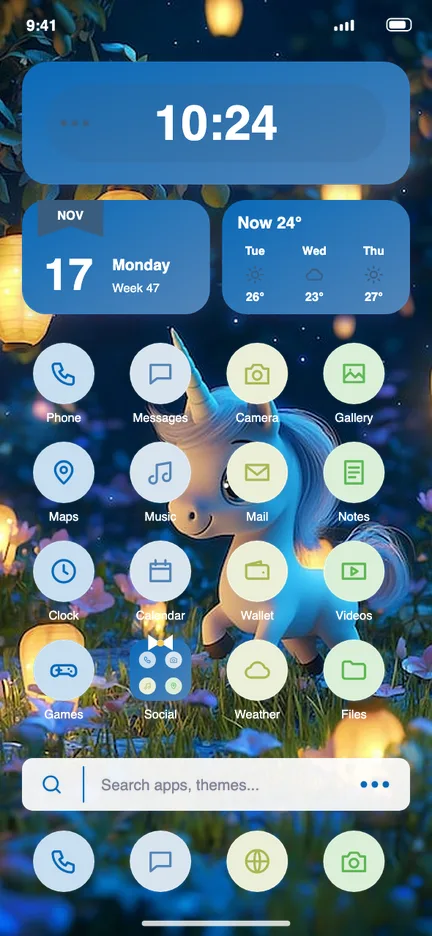 9:41
10:24
NOV
17
Monday
Week 47
Now 24°
Tue Wed Thu
26° 23° 27°
Phone Messages Camera Gallery
Maps Music Mail Notes
Clock Calendar Wallet Videos
Games Social Weather Files
Search apps, themes...